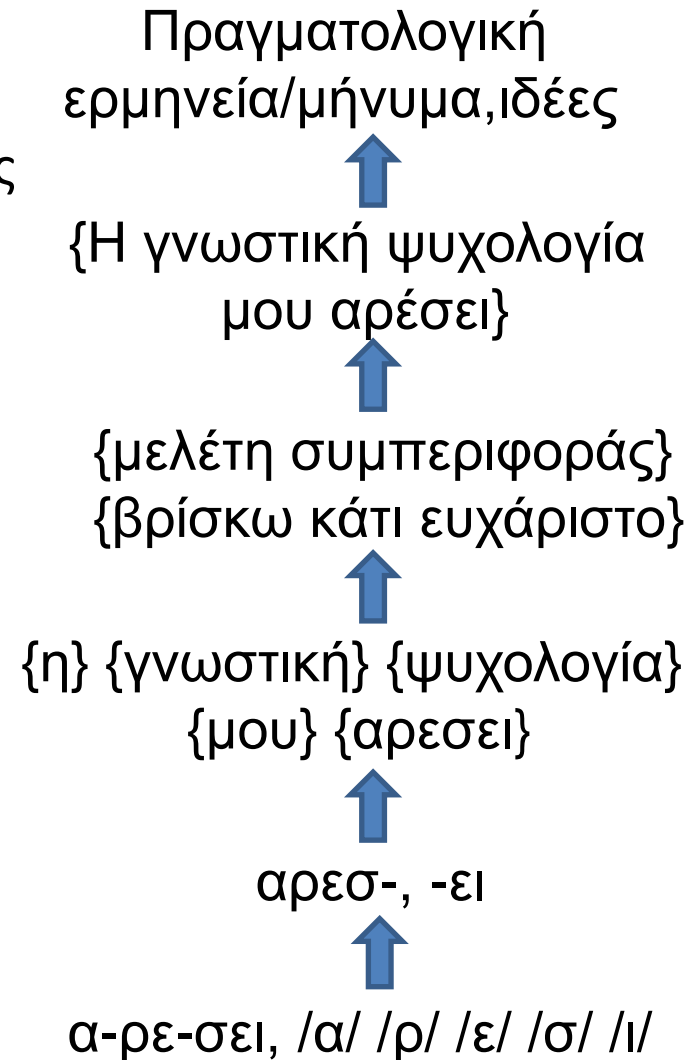 Πραγματολογική
ερμηνεία/μήνυμα,ιδέες
ς
{Η γνωστική ψυχολογία
μου αρέσει}
{μελέτη συμπεριφοράς}
{βρίσκω κάτι ευχάριστο}
{η} {γνωστική} {ψυχολογία}
{μου} {αρεσει}
αρεσ-, -ει
α-ρε-σει, /α/ /ρ/ /ε/ /σ/ /ι/